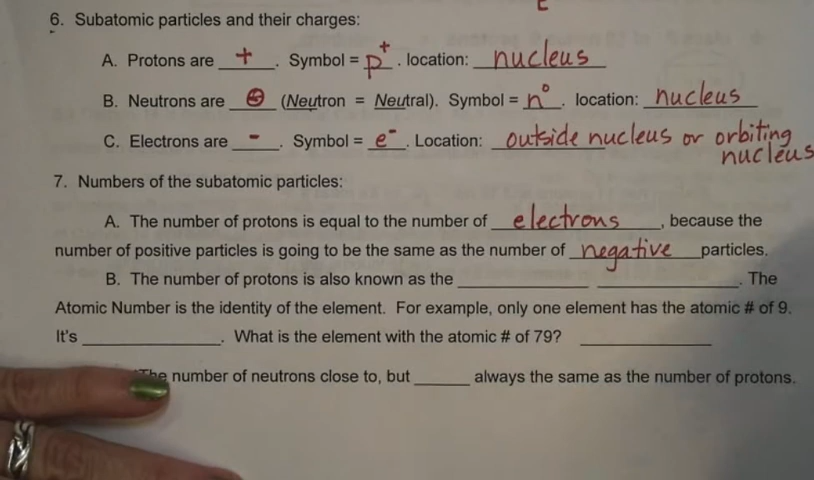 6. Subatomic particles and their charges:
A. Protons are + . Symbol = p⁺ . location: nucleus
B. Neutrons are ⊖ (Neutron = Neutral). Symbol = n⁰ . location: nucleus
C. Electrons are - . Symbol = e⁻ . Location: outside nucleus or orbiting
nucleus
7. Numbers of the subatomic particles:
A. The number of protons is equal to the number of electrons , because the
number of positive particles is going to be the same as the number of negative particles.
B. The number of protons is also known as the ______ ______. The
Atomic Number is the identity of the element. For example, only one element has the atomic # of 9.
It's ______. What is the element with the atomic # of 79? ______
The number of neutrons close to, but ______ always the same as the number of protons.